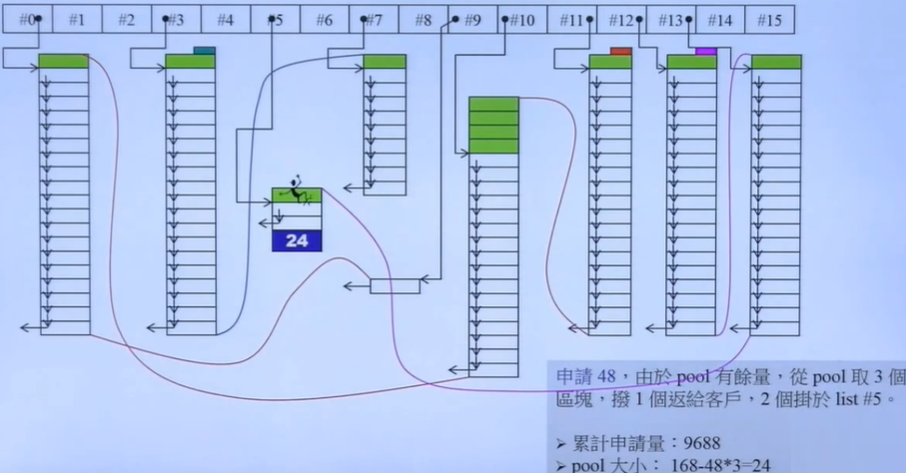 #0 #1 #2 #3 #4 #5 #6 #7 #8 #9 #10 #11 #12 #13 #14 #15
24
申請 48，由於 pool 有餘量，從 pool 取 3 個
區塊，撥 1 個返給客戶，2 個掛於 list #5。
➢ 累計申請量：9688
➢ pool 大小： 168-48*3=24